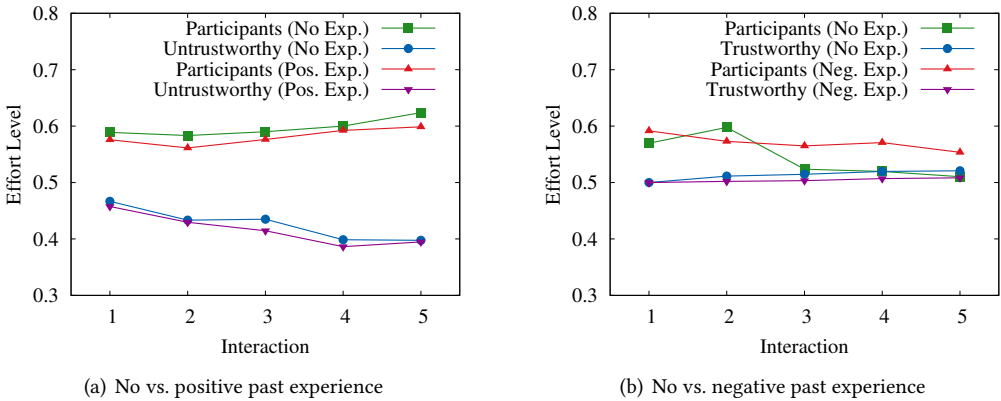 0.8
0.7
0.6
0.5
0.4
0.3
Effort Level
Participants (No Exp.)
Untrustworthy (No Exp.)
Participants (Pos. Exp.)
Untrustworthy (Pos. Exp.)
1 2 3 4 5
Interaction
(a) No vs. positive past experience
0.8
0.7
0.6
0.5
0.4
0.3
Effort Level
Participants (No Exp.)
Trustworthy (No Exp.)
Participants (Neg. Exp.)
Trustworthy (Neg. Exp.)
1 2 3 4 5
Interaction
(b) No vs. negative past experience